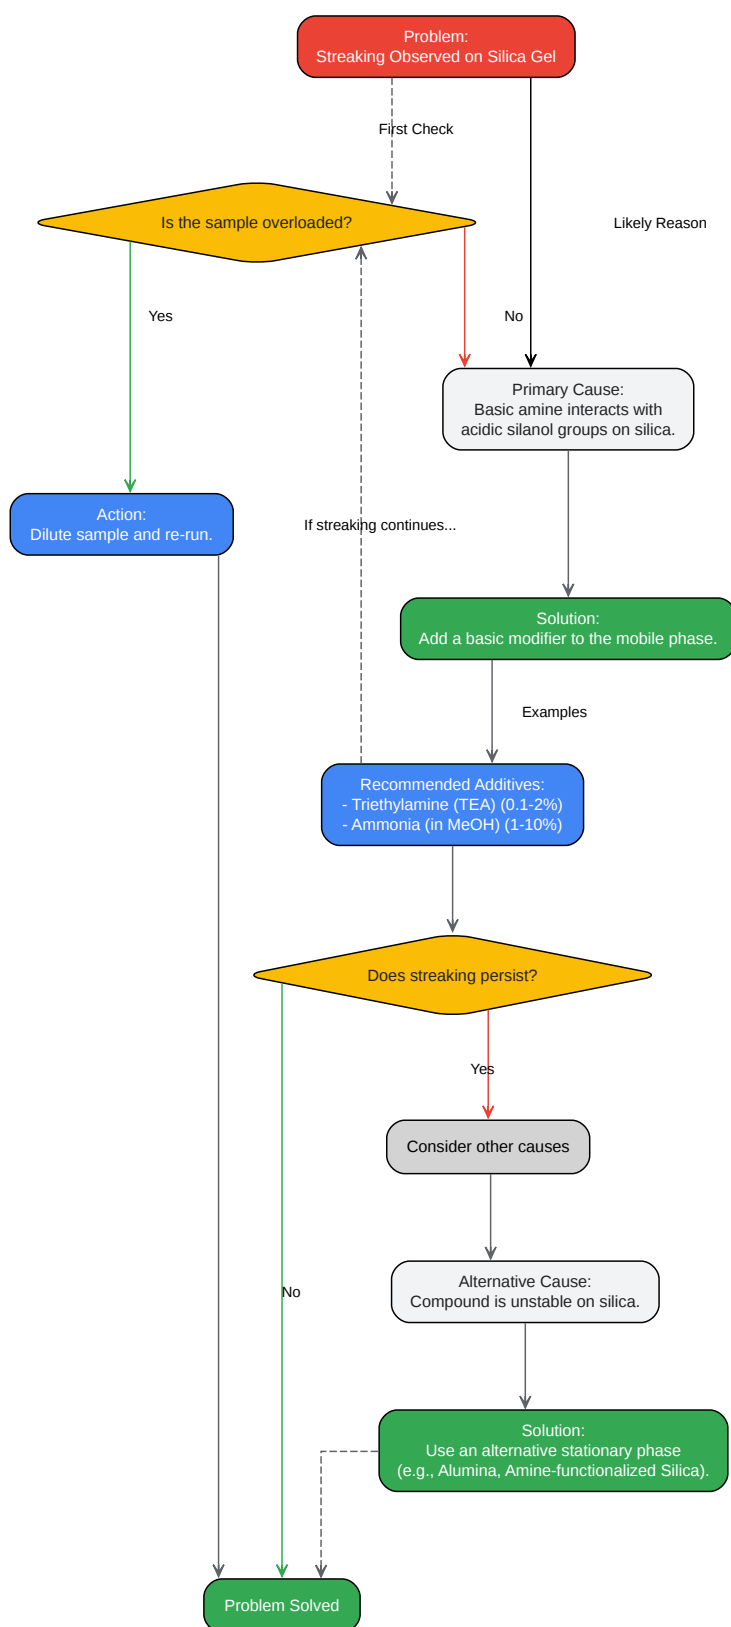 Problem:
Streaking Observed on Silica Gel
First Check
Is the sample overloaded?
Likely Reason
Yes
No
Primary Cause:
Basic amine interacts with
acidic silanol groups on silica.
Action:
Dilute sample and re-run.
If streaking continues...
Solution:
Add a basic modifier to the mobile phase.
Examples
Recommended Additives:
- Triethylamine (TEA) (0.1-2%)
- Ammonia (in MeOH) (1-10%)
Does streaking persist?
Yes
Consider other causes
Alternative Cause:
Compound is unstable on silica.
No
Solution:
Use an alternative stationary phase
(e.g., Alumina, Amine-functionalized Silica).
Problem Solved